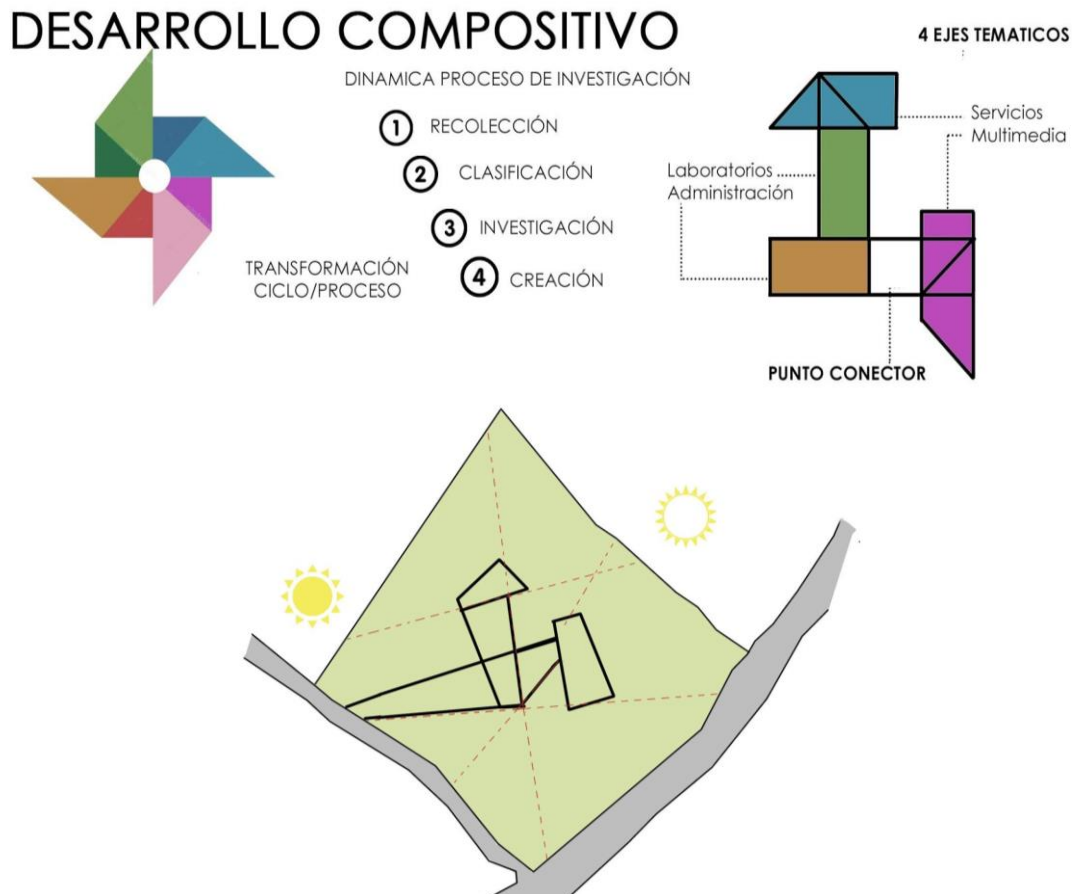 DESARROLLO COMPOSITIVO
4 EJES TEMATICOS
DINAMICA PROCESO DE INVESTIGACIÓN
1 RECOLECCIÓN
2 CLASIFICACIÓN
3 INVESTIGACIÓN
4 CREACIÓN
TRANSFORMACIÓN
CICLO/PROCESO
Servicios
Multimedia
Laboratorios
Administración
PUNTO CONECTOR